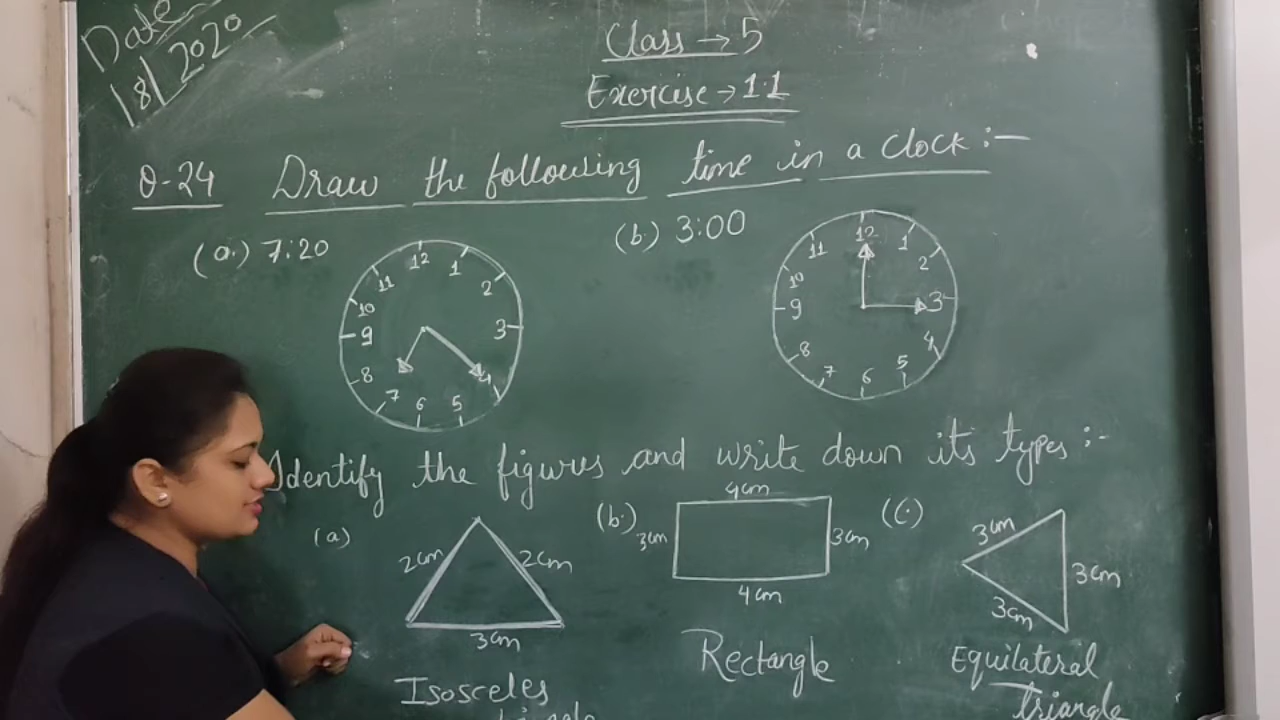 Date
1/8/2020
Class → 5
Exercise → 11
Q-24 Draw the following time in a clock :-
(a.) 7:20
(b.) 3:00
12
11 1
10 2
9 3
8 4
7 5
6
12
11 1
10 2
9 3
8 4
7 5
6
Identify the figures and write down its types :-
(a)
2cm 2cm
3cm
(b.)
4cm
3cm 3cm
4cm
(c.)
3cm
3cm
3cm
Isosceles
Rectangle
Equilateral
Triangle